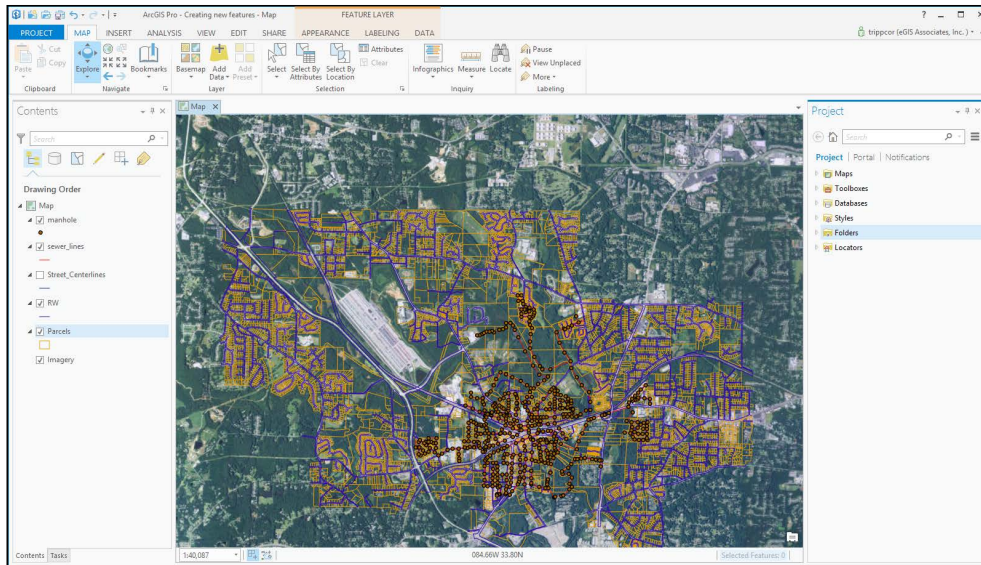 ArcGIS Pro - Creating new features - Map
FEATURE LAYER
?
PROJECT MAP INSERT ANALYSIS VIEW EDIT SHARE APPEARANCE LABELING DATA
trippcor (eGIS Associates, Inc. )
Paste
Cut
Copy
Clipboard
Explore
Bookmarks
Navigate
Basemap
Add Data
Add Preset
Layer
Select
Select By Attributes
Select By Location
Attributes
Clear
Selection
Infographics
Measure
Locate
Inquiry
Pause
View Unplaced
More
Labeling
Contents
Search
Drawing Order
Map
manhole
sewer_lines
Street_Centerlines
RW
Parcels
Imagery
Contents Tasks
Map
1:40,087
084.66W 33.80N
Selected Features: 0
Project
Search
Project | Portal | Notifications
Maps
Toolboxes
Databases
Styles
Folders
Locators